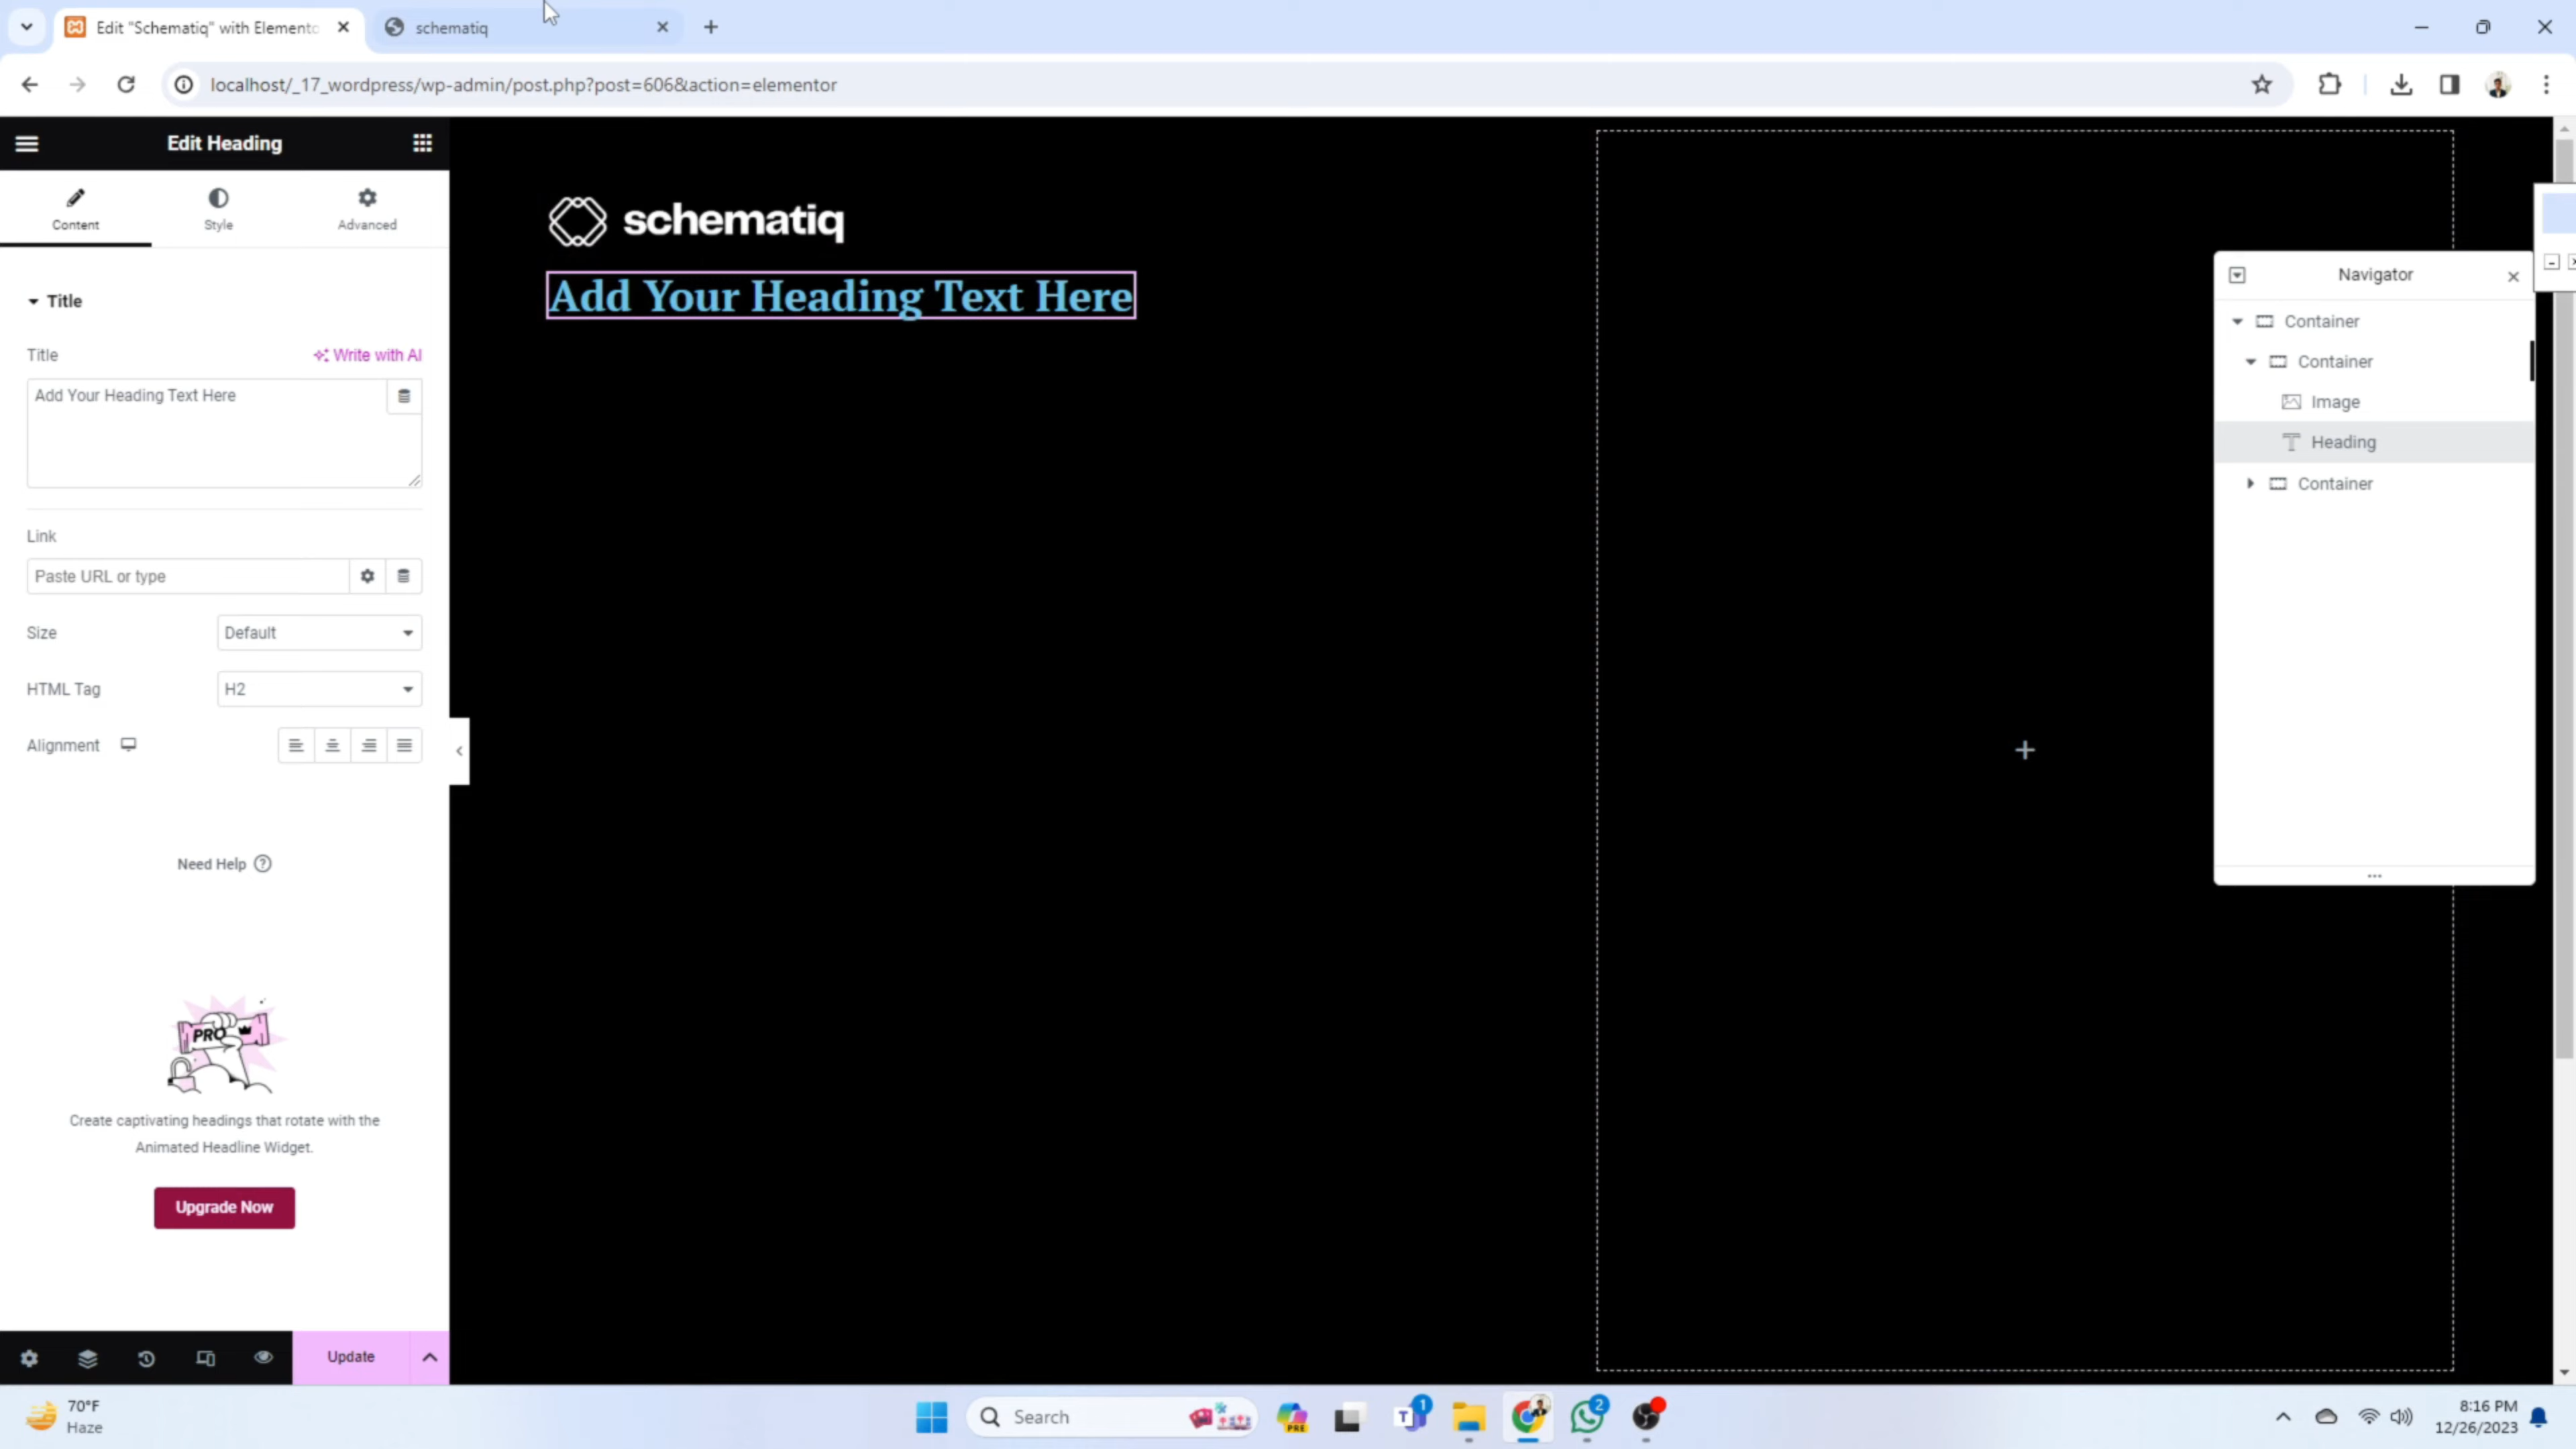 Edit "Schematiq" with Elemento
schematiq
localhost/_17_wordpress/wp-admin/post.php?post=606&action=elementor
Edit Heading
Content
Style
Advanced
Title
Title
Write with AI
Add Your Heading Text Here
Link
Paste URL or type
Size
Default
HTML Tag
H2
Alignment
Need Help
PRO
Create captivating headings that rotate with the
Animated Headline Widget.
Upgrade Now
Update
schematiq
Add Your Heading Text Here
Navigator
Container
Container
Image
Heading
Container
70°F
Haze
Search
PRE
T
1
2
8:16 PM
12/26/2023